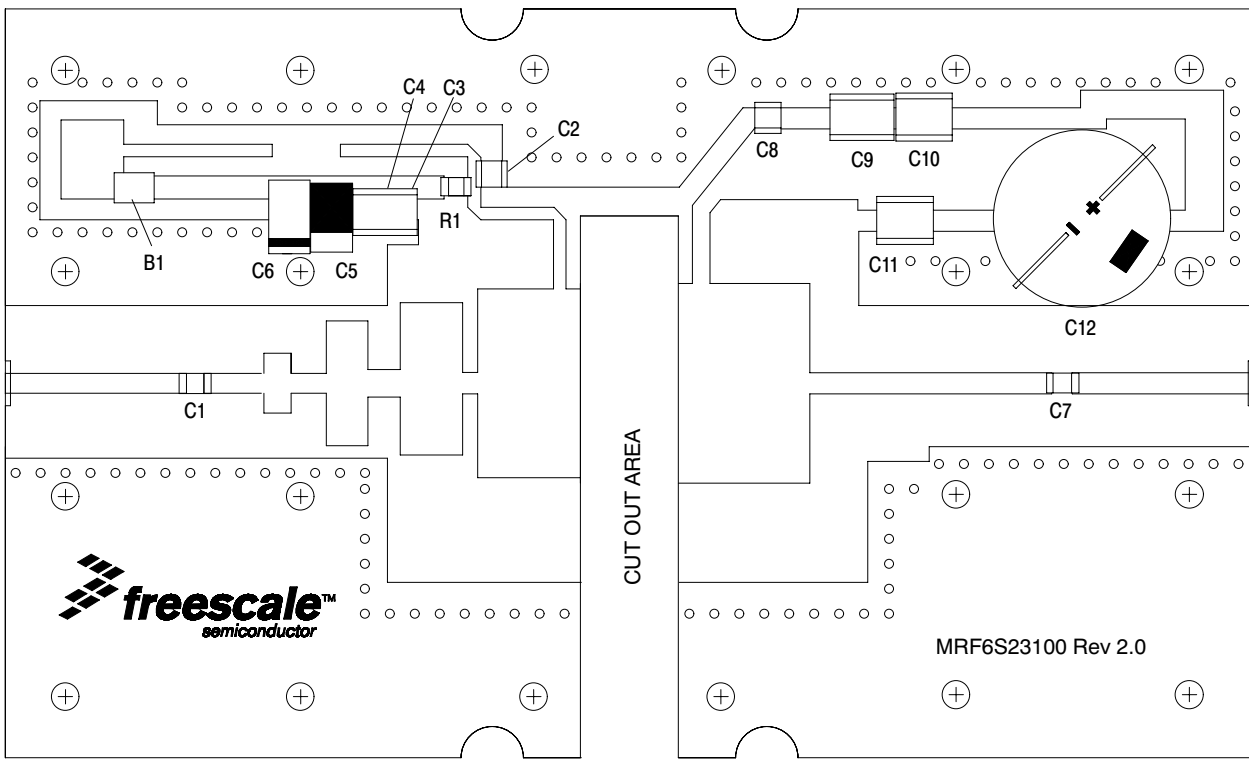 C4
C3
C2
C8
C9
C10
R1
B1
C6
C5
C11
C12
C1
C7
CUT OUT AREA
freescale™
semiconductor
MRF6S23100 Rev 2.0